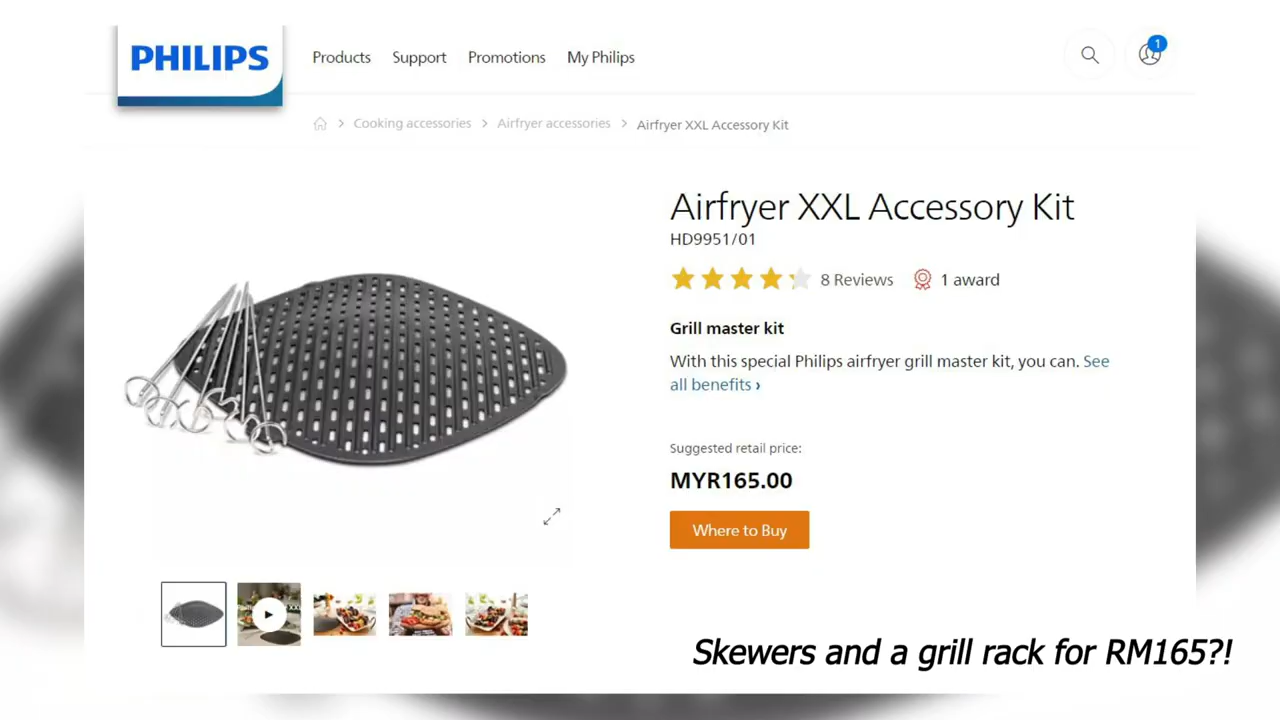 PHILIPS
Products Support Promotions My Philips
1
Cooking accessories > Airfryer accessories > Airfryer XXL Accessory Kit
Airfryer XXL Accessory Kit
HD9951/01
8 Reviews 1 award
Grill master kit
With this special Philips airfryer grill master kit, you can. See
all benefits ›
Suggested retail price:
MYR165.00
Where to Buy
Skewers and a grill rack for RM165?!